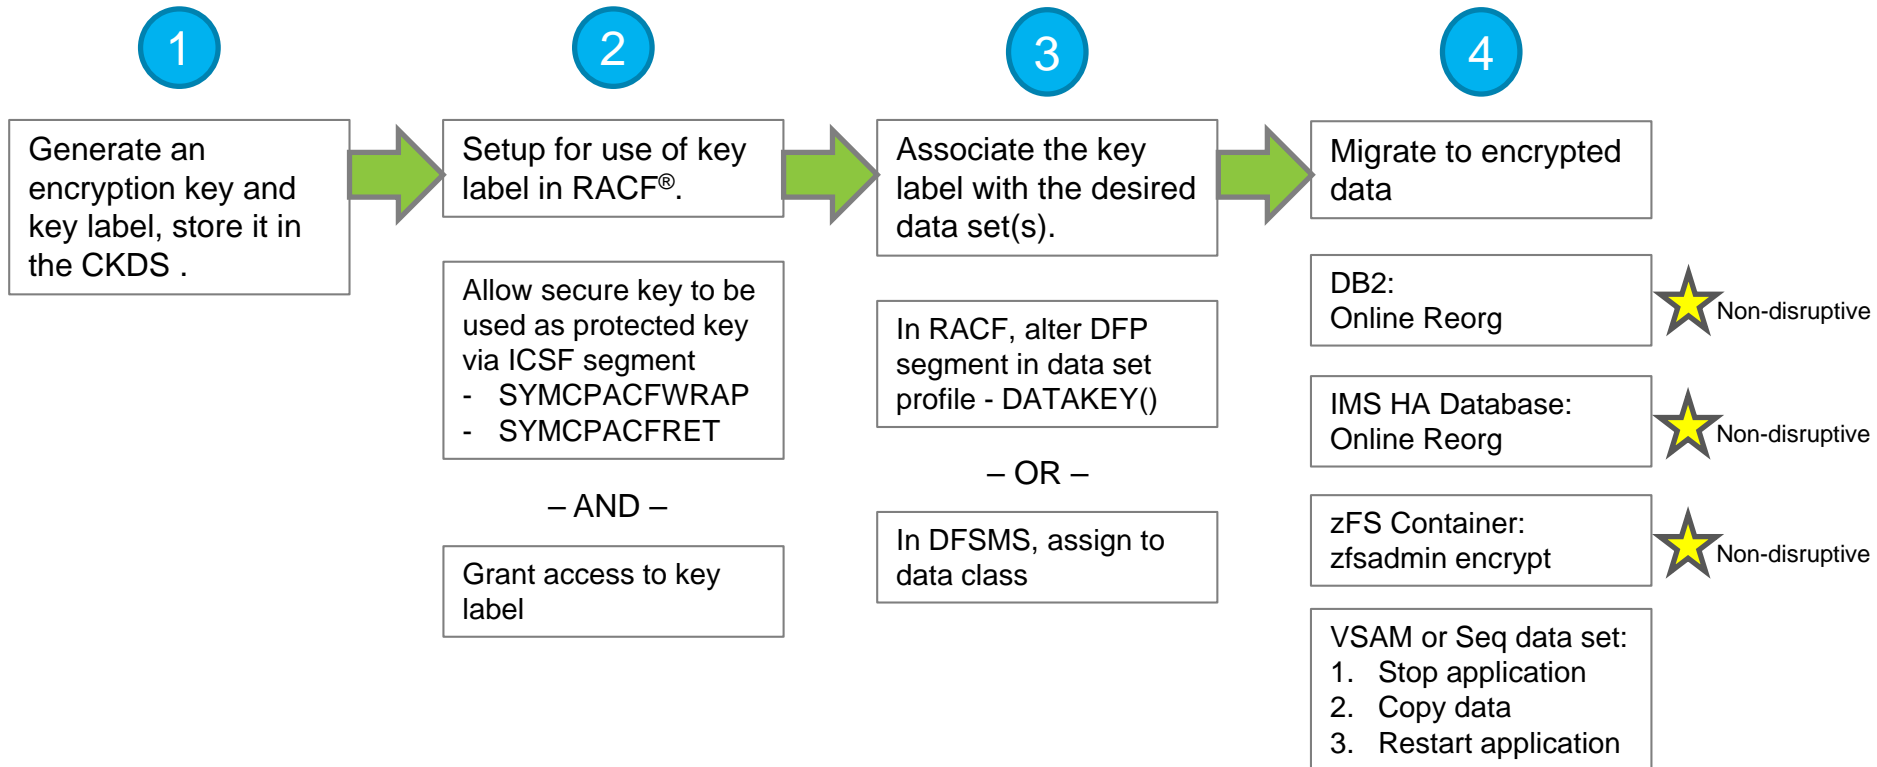 1
Generate an
encryption key and
key label, store it in
the CKDS .
2
Setup for use of key
label in RACF®.
Allow secure key to be
used as protected key
via ICSF segment
- SYMCPACFWRAP
- SYMCPACFRET
– AND –
Grant access to key
label
3
Associate the key
label with the desired
data set(s).
In RACF, alter DFP
segment in data set
profile - DATAKEY()
– OR –
In DFSMS, assign to
data class
4
Migrate to encrypted
data
DB2:
Online Reorg
Non-disruptive
IMS HA Database:
Online Reorg
Non-disruptive
zFS Container:
zfsadmin encrypt
Non-disruptive
VSAM or Seq data set:
1. Stop application
2. Copy data
3. Restart application